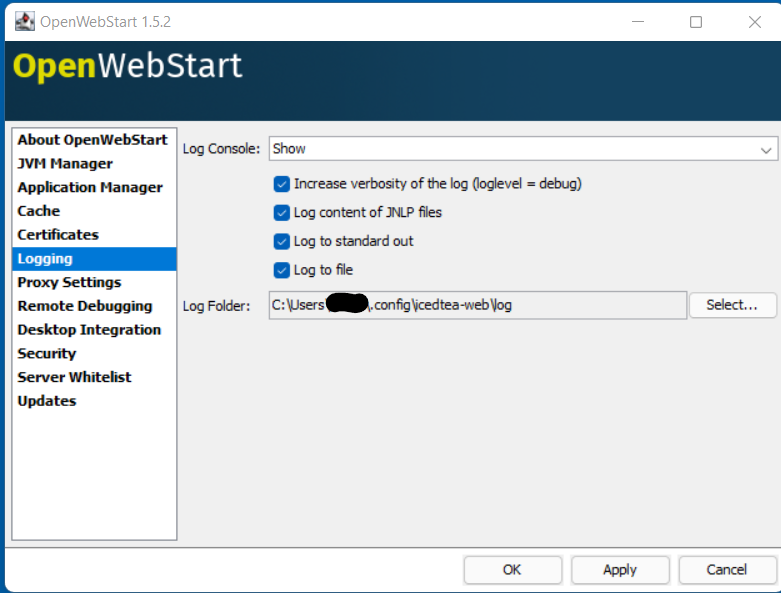 OpenWebStart 1.5.2
OpenWebStart
About OpenWebStart
JVM Manager
Application Manager
Cache
Certificates
Logging
Proxy Settings
Remote Debugging
Desktop Integration
Security
Server Whitelist
Updates
Log Console: Show
Increase verbosity of the log (loglevel = debug)
Log content of JNLP files
Log to standard out
Log to file
Log Folder: C:\Users\ \.config\icedtea-web\log Select...
OK Apply Cancel